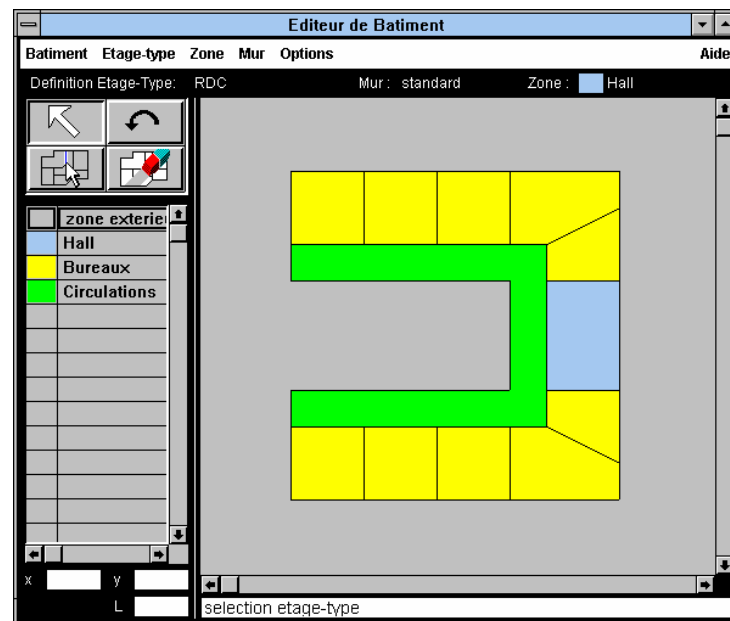 Editeur de Batiment
Batiment Etage-type Zone Mur Options Aide
Definition Etage-Type: RDC Mur : standard Zone : Hall
zone exterieu
Hall
Bureaux
Circulations
x y
L
selection etage-type